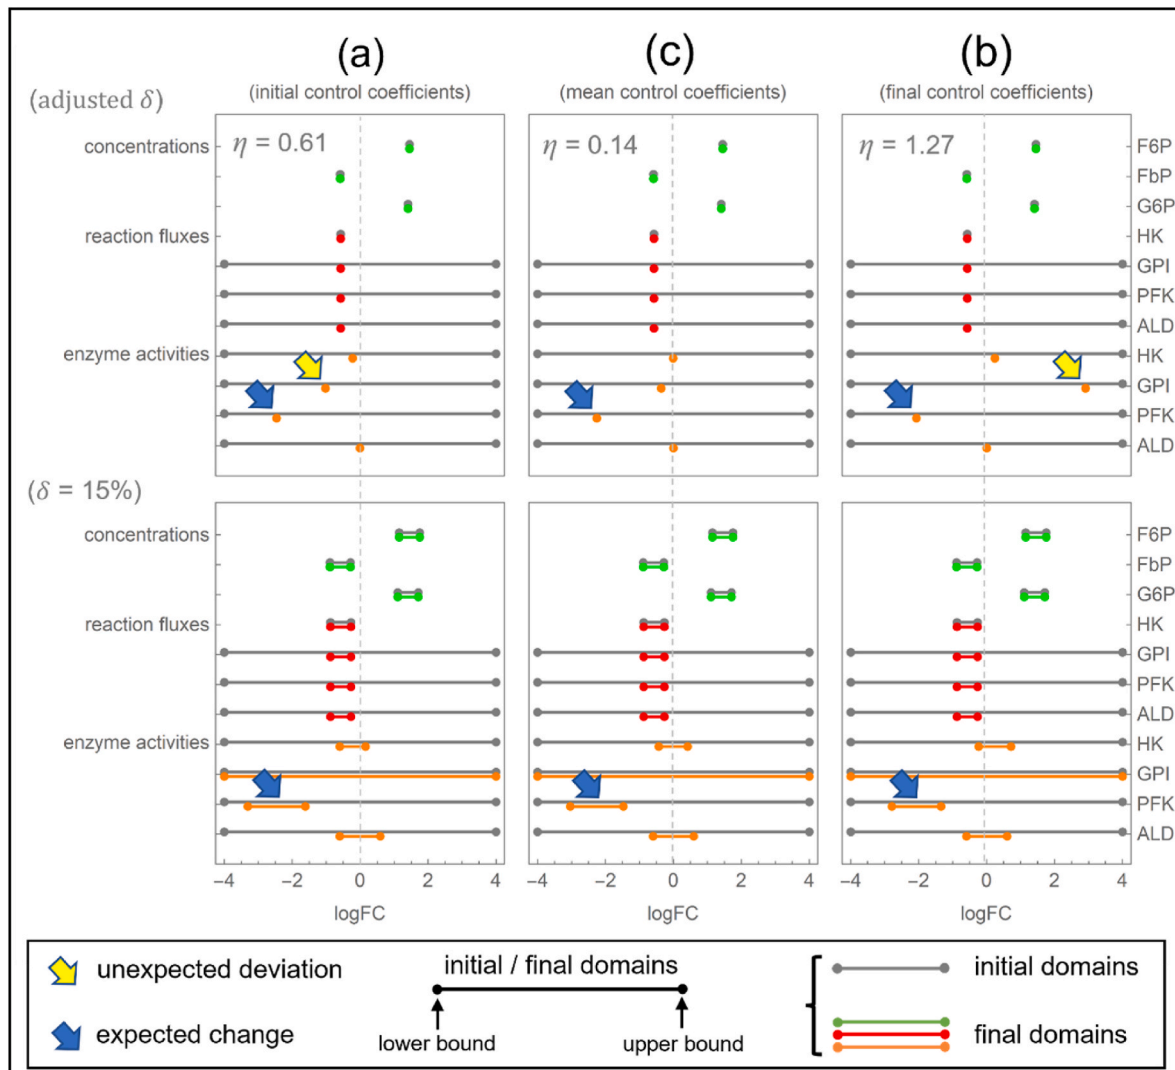 (a) (c) (b)
(adjusted δ) (initial control coefficients) (mean control coefficients) (final control coefficients)
concentrations η = 0.61 η = 0.14 η = 1.27 F6P
FbP
G6P
reaction fluxes HK
GPI
PFK
ALD
enzyme activities HK
GPI
PFK
ALD
(δ = 15%)
concentrations F6P
FbP
G6P
reaction fluxes HK
GPI
PFK
ALD
enzyme activities HK
GPI
PFK
ALD
−4 −2 0 2 4 −4 −2 0 2 4 −4 −2 0 2 4
logFC logFC logFC
unexpected deviation initial / final domains initial domains
expected change lower bound upper bound final domains